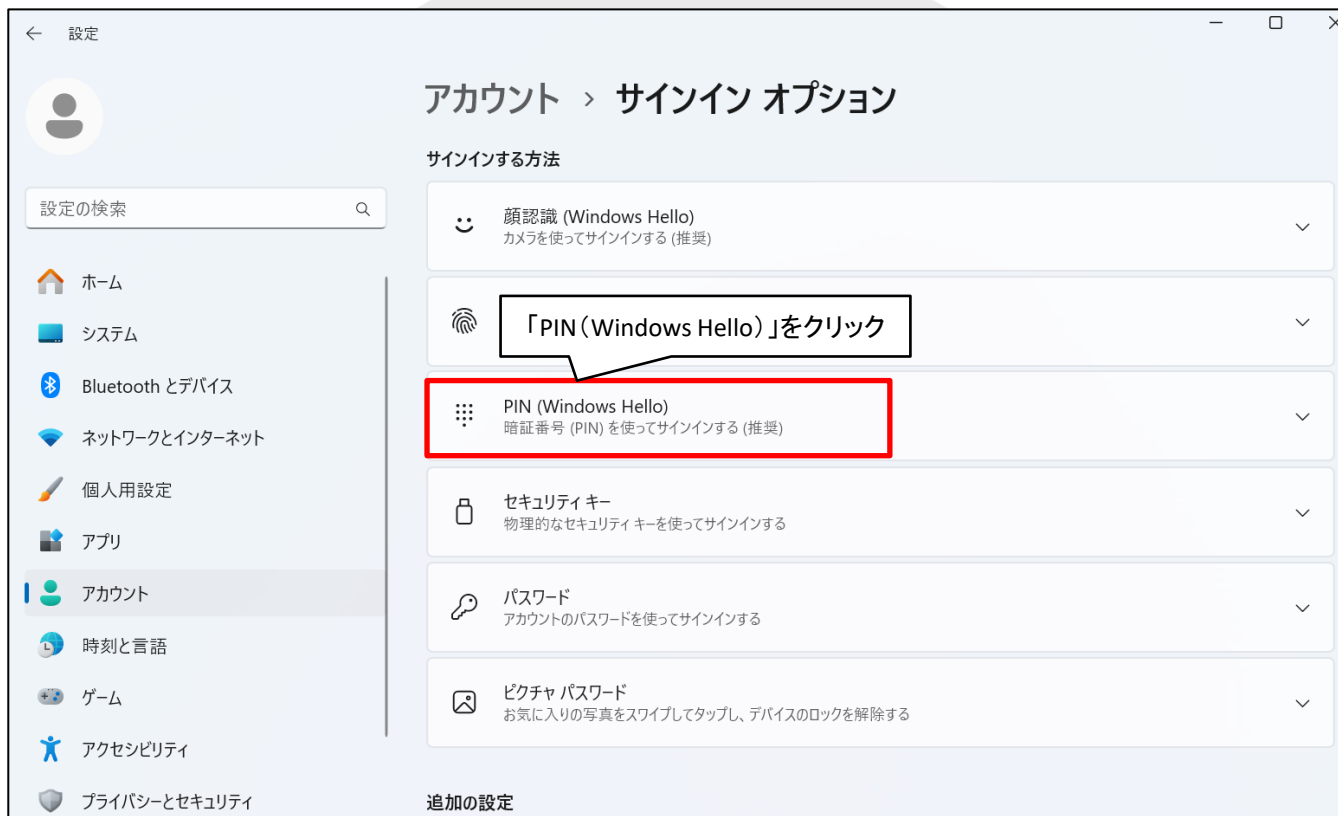 設定
アカウント › サインイン オプション
サインインする方法
設定の検索
顔認識 (Windows Hello)
カメラを使ってサインインする (推奨)
ホーム
システム
Bluetooth とデバイス
ネットワークとインターネット
個人用設定
アプリ
アカウント
時刻と言語
ゲーム
アクセシビリティ
プライバシーとセキュリティ
「PIN(Windows Hello)」をクリック
PIN (Windows Hello)
暗証番号 (PIN) を使ってサインインする (推奨)
セキュリティ キー
物理的なセキュリティ キーを使ってサインインする
パスワード
アカウントのパスワードを使ってサインインする
ピクチャ パスワード
お気に入りの写真をスワイプしてタップし、デバイスのロックを解除する
追加の設定